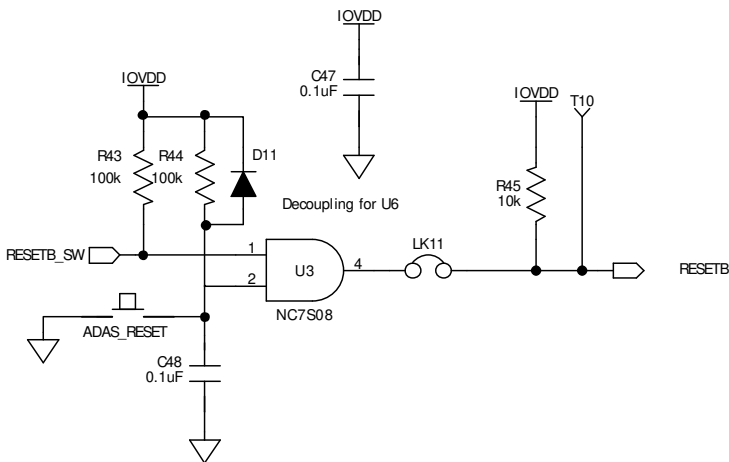 IOVDD
C47
0.1uF
IOVDD
IOVDD
T10
R43
100k
R44
100k
D11
R45
10k
Decoupling for U6
LK11
RESETB_SW
1
U3
4
RESETB
2
NC7S08
ADAS_RESET
C48
0.1uF